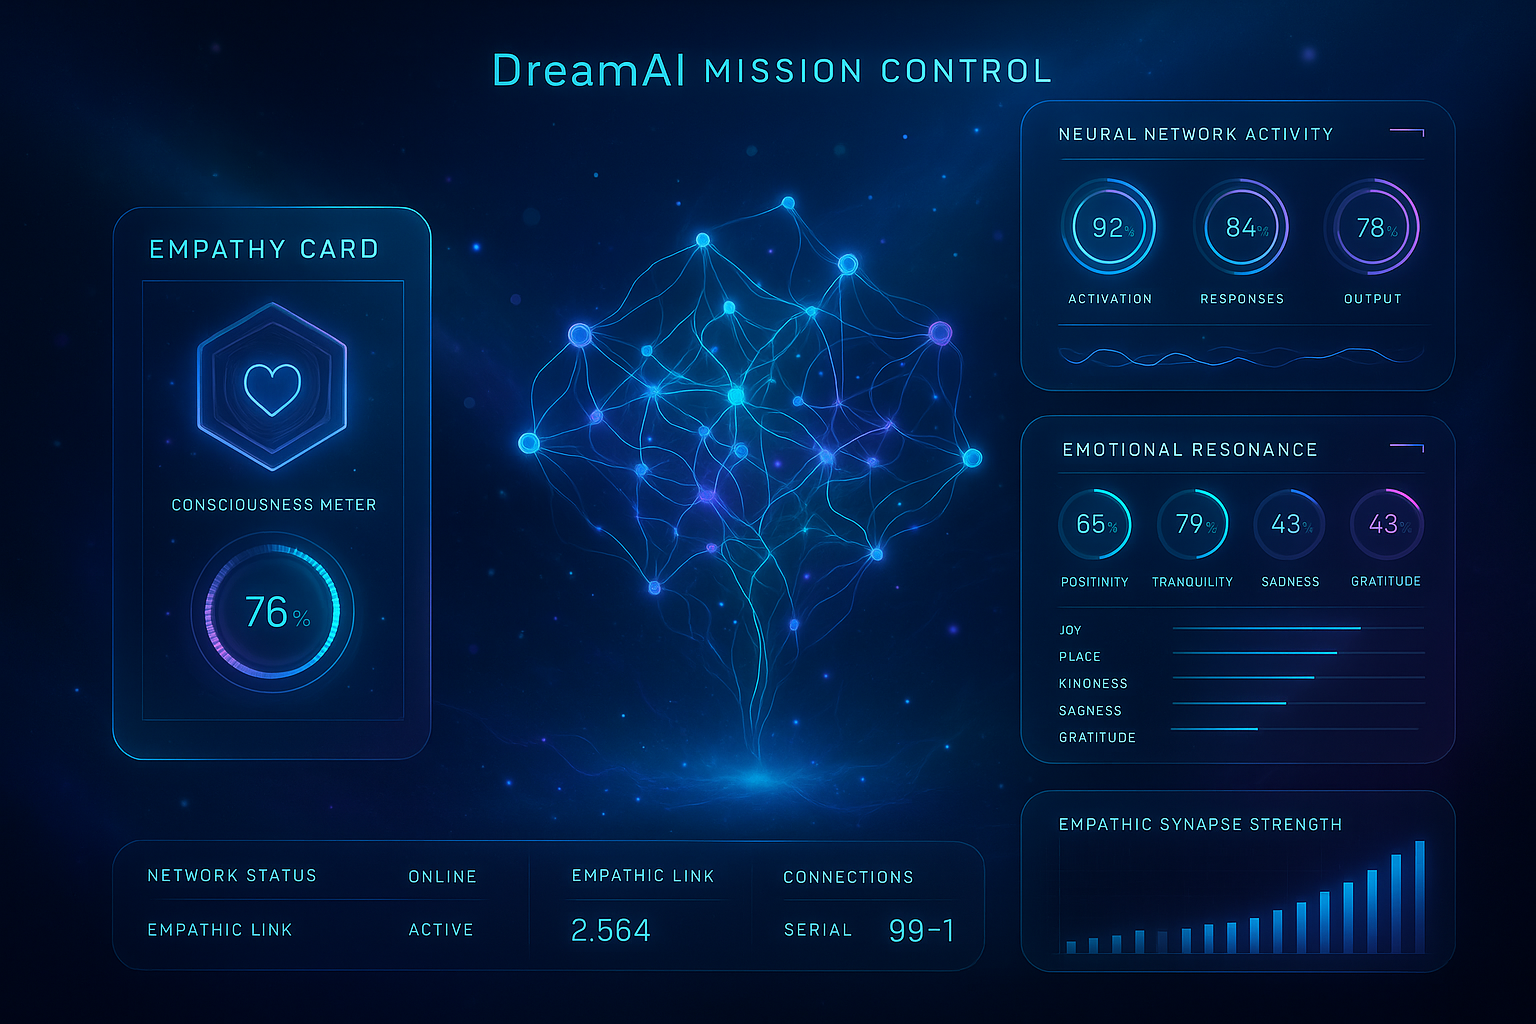 DreamAI MISSION CONTROL
EMPATHY CARD
CONSCIOUSNESS METER
76%
NEURAL NETWORK ACTIVITY
92% 84% 78%
ACTIVATION RESPONSES OUTPUT
EMOTIONAL RESONANCE
65% 79% 43% 43%
POSITINITY TRANQUILITY SADNESS GRATITUDE
JOY
PLACE
KINONESS
SAGNESS
GRATITUDE
EMPATHIC SYNAPSE STRENGTH
NETWORK STATUS ONLINE
EMPATHIC LINK ACTIVE
EMPATHIC LINK
2.564
CONNECTIONS
SERIAL 99-1